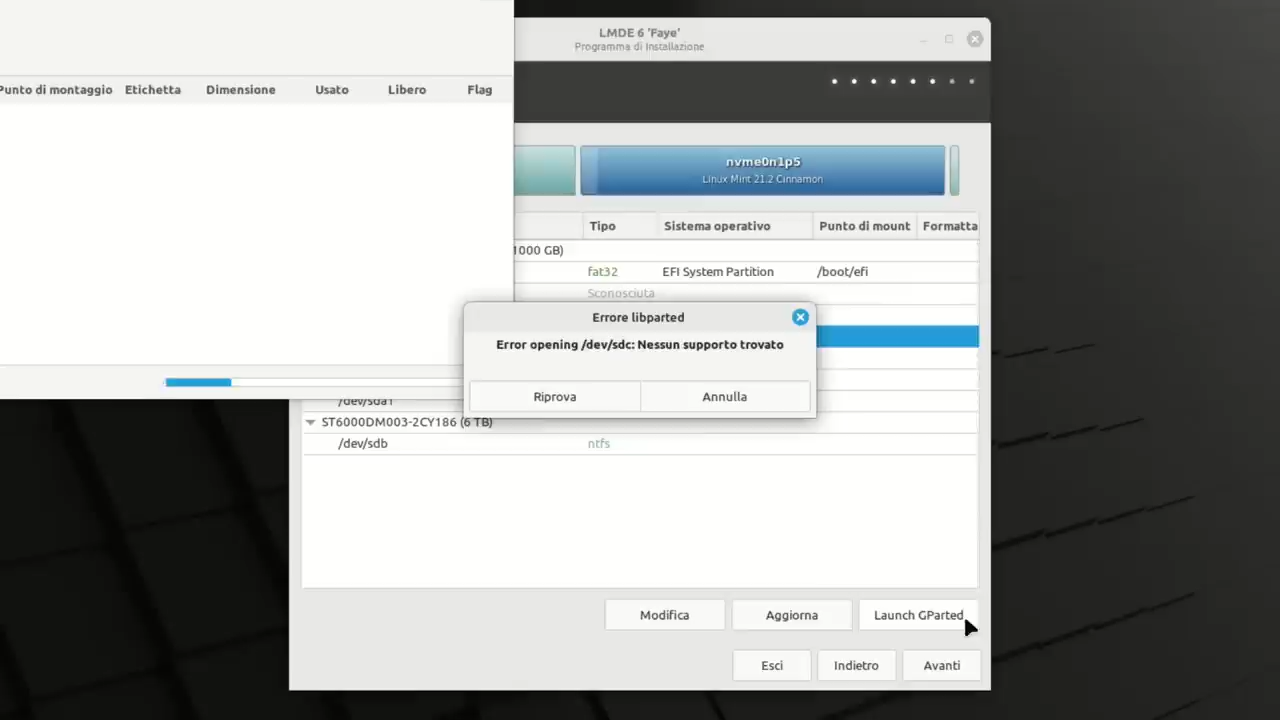 LMDE 6 'Faye'
Programma di Installazione
Punto di montaggio Etichetta Dimensione Usato Libero Flag
nvme0n1p5
Linux Mint 21.2 Cinnamon
Tipo Sistema operativo Punto di mount Formatta
1000 GB)
fat32 EFI System Partition /boot/efi
Sconosciuta
Errore libparted
Error opening /dev/sdc: Nessun supporto trovato
Riprova Annulla
/dev/sda1
ST6000DM003-2CY186 (6 TB)
/dev/sdb ntfs
Modifica Aggiorna Launch GParted
Esci Indietro Avanti